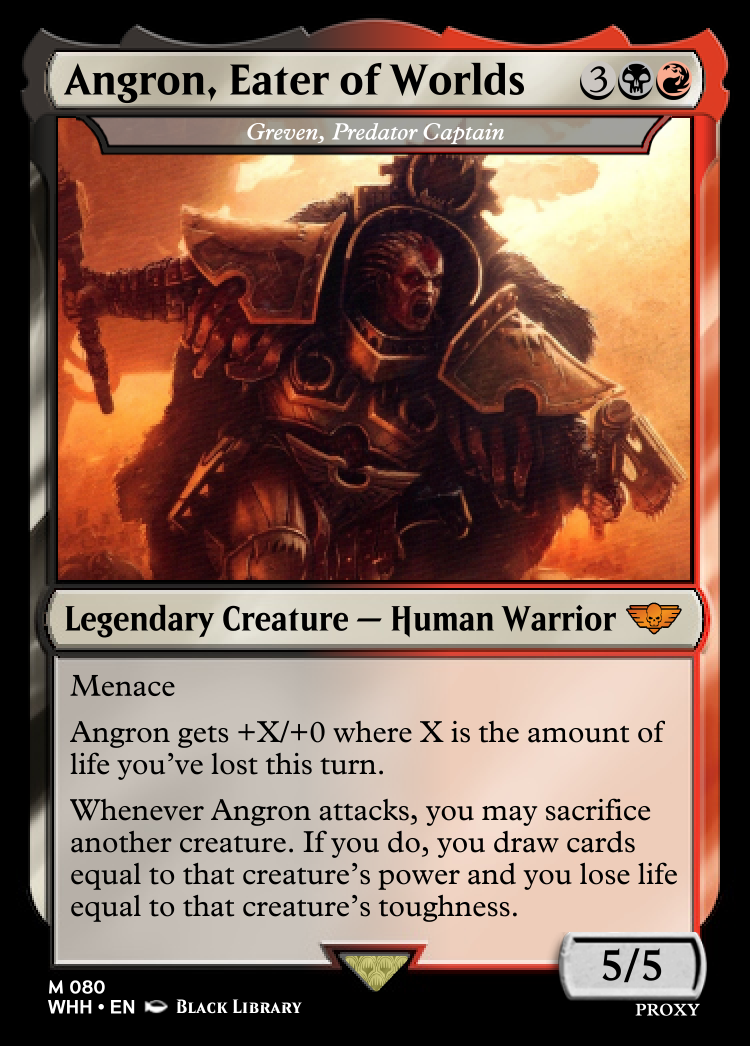 Angron, Eater of Worlds 3
Greven, Predator Captain
Legendary Creature — Human Warrior
Menace
Angron gets +X/+0 where X is the amount of
life you've lost this turn.
Whenever Angron attacks, you may sacrifice
another creature. If you do, you draw cards
equal to that creature's power and you lose life
equal to that creature's toughness.
5/5
M 080
WHH • EN BLACK LIBRARY
PROXY